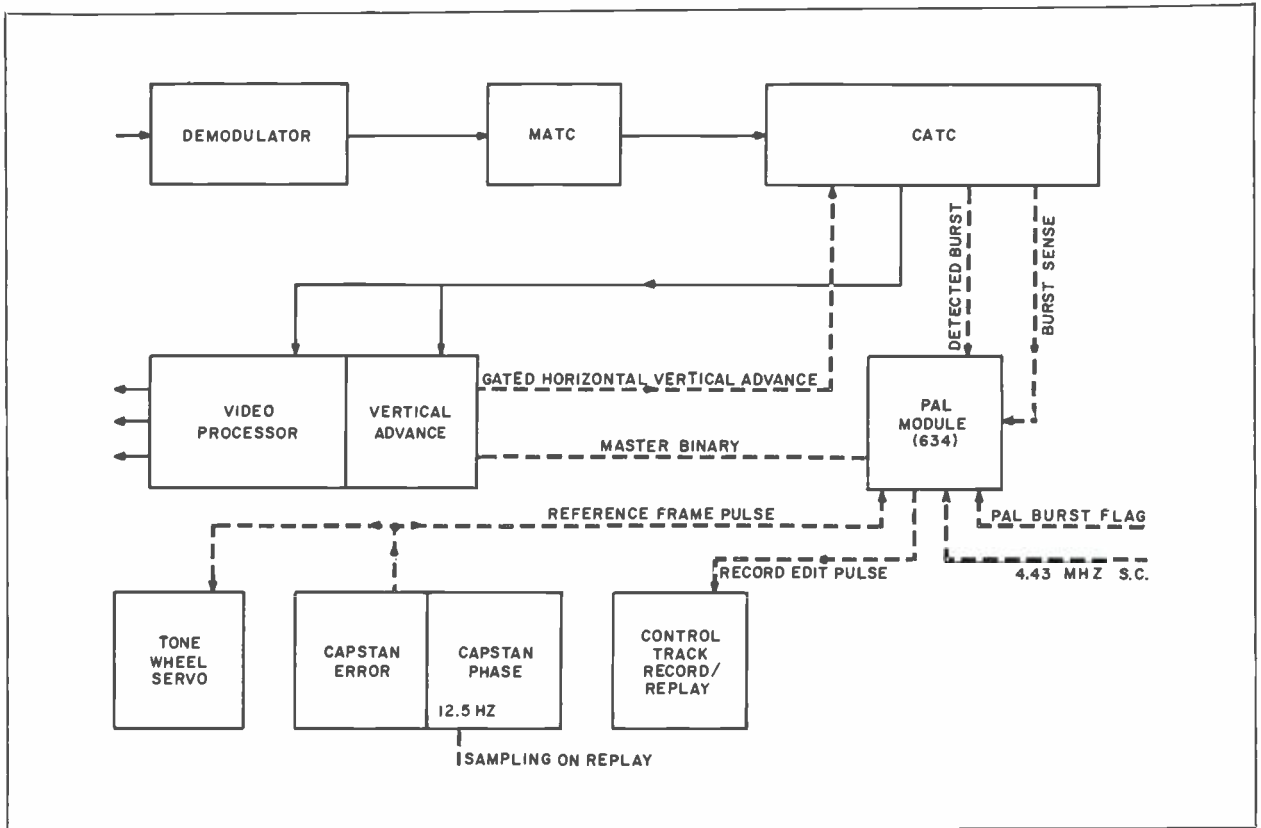 DEMODULATOR
MATC
CATC
DETECTED BURST
BURST SENSE
GATED HORIZONTAL VERTICAL ADVANCE
VIDEO
PROCESSOR
VERTICAL
ADVANCE
PAL
MODULE
(634)
MASTER BINARY
REFERENCE FRAME PULSE
PAL BURST FLAG
RECORD EDIT PULSE
4.43 MHZ S.C.
TONE
WHEEL
SERVO
CAPSTAN
ERROR
CAPSTAN
PHASE
12.5 HZ
CONTROL
TRACK
RECORD/
REPLAY
SAMPLING ON REPLAY